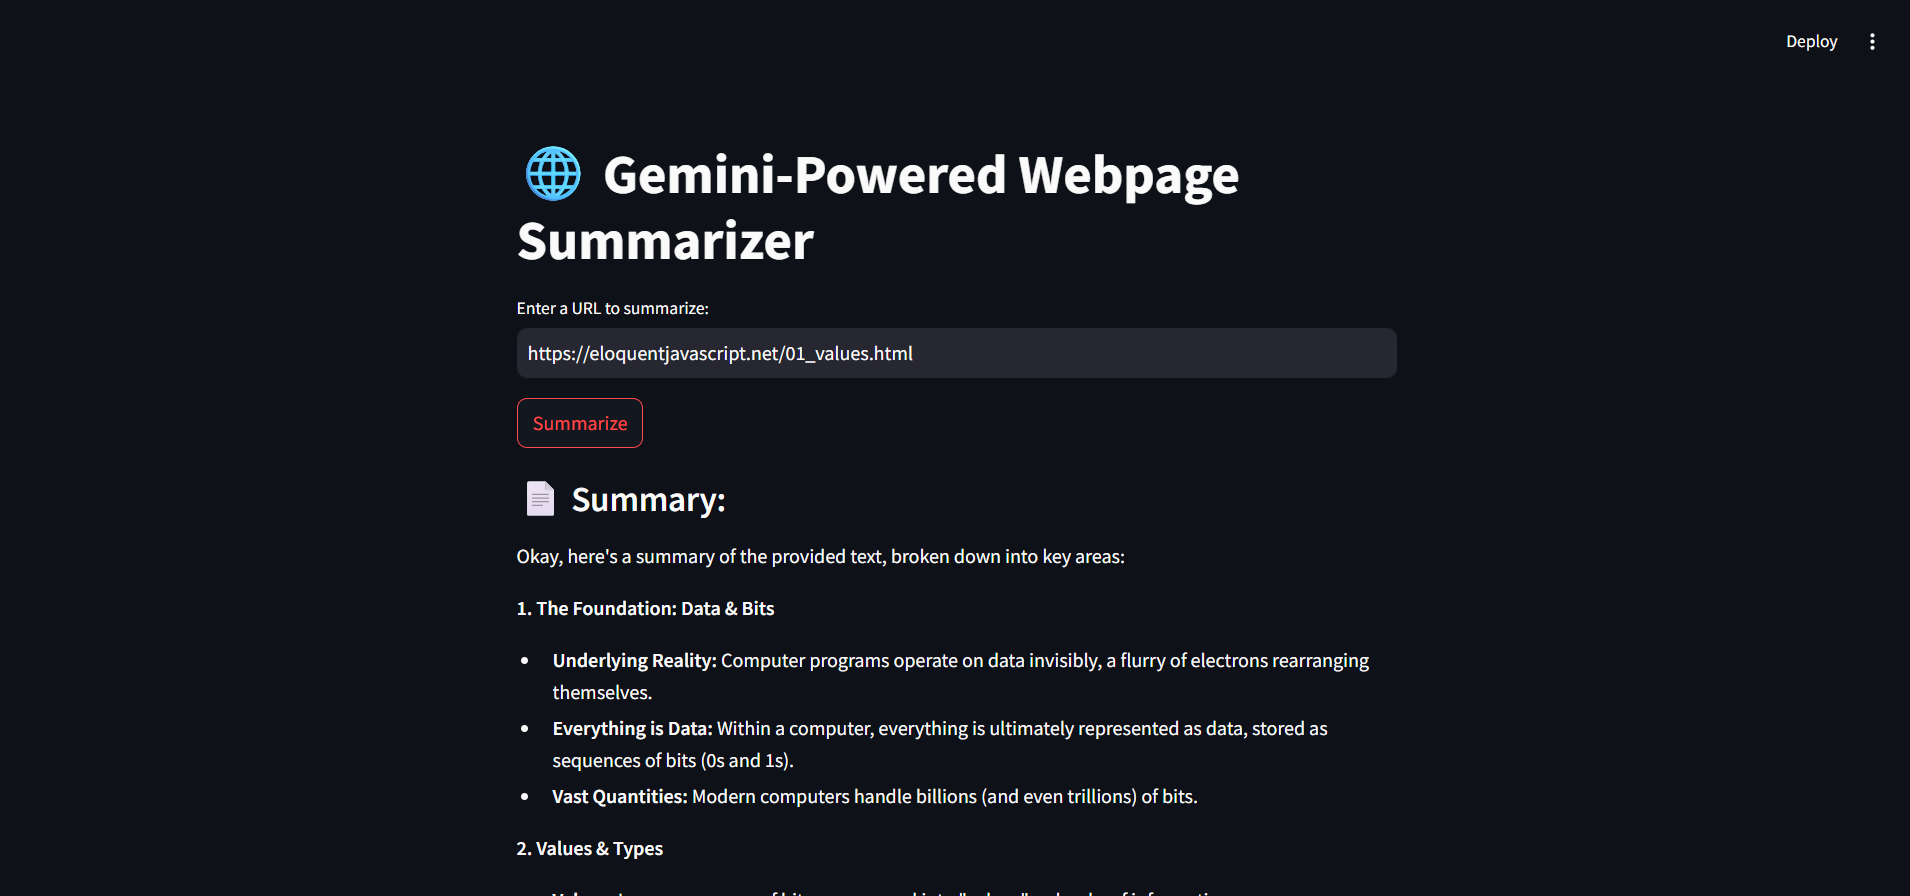 Deploy
Gemini-Powered Webpage
Summarizer
Enter a URL to summarize:
https://eloquentjavascript.net/01_values.html
Summarize
Summary:
Okay, here's a summary of the provided text, broken down into key areas:
1. The Foundation: Data & Bits
Underlying Reality: Computer programs operate on data invisibly, a flurry of electrons rearranging
themselves.
Everything is Data: Within a computer, everything is ultimately represented as data, stored as
sequences of bits (0s and 1s).
Vast Quantities: Modern computers handle billions (and even trillions) of bits.
2. Values & Types